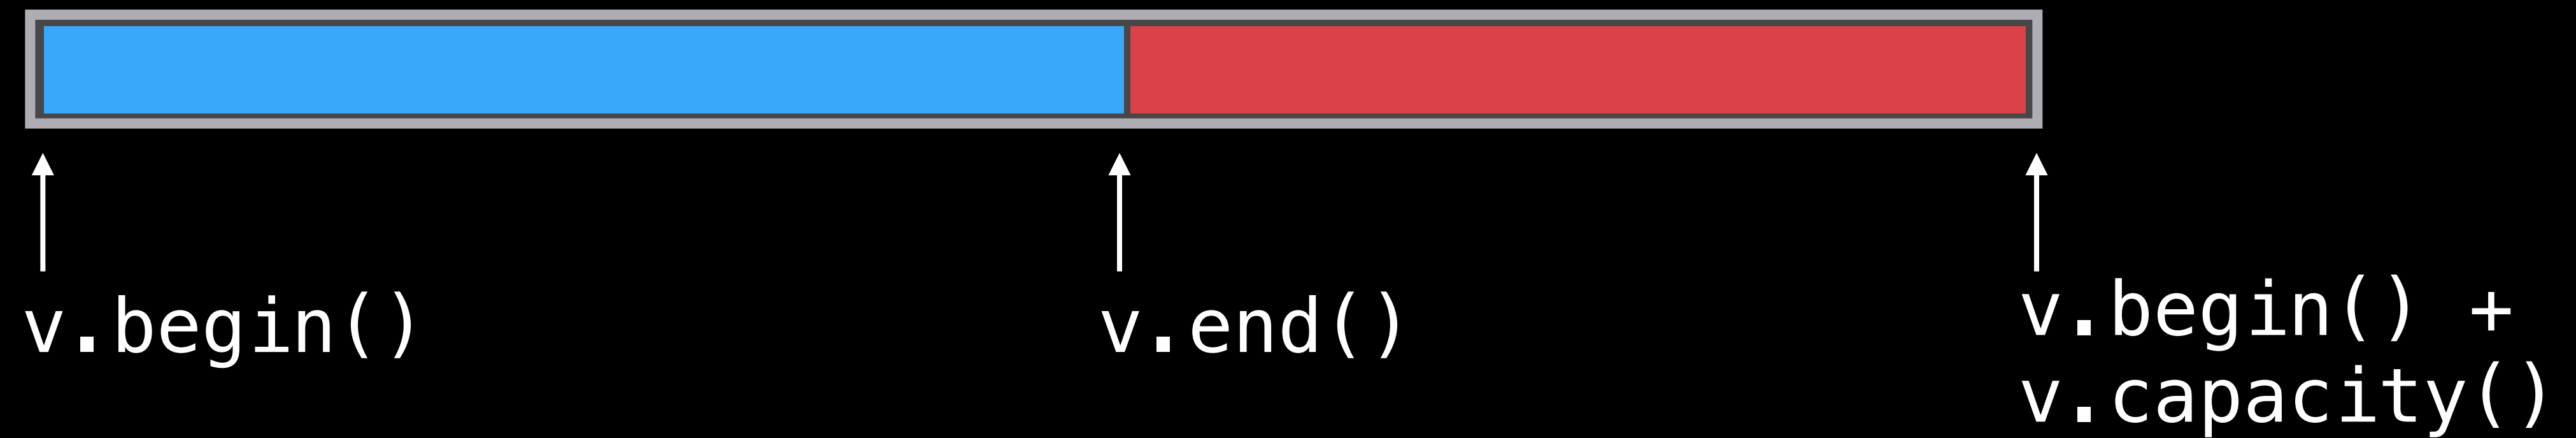 v.begin()
v.end()
v.begin() +
v.capacity()